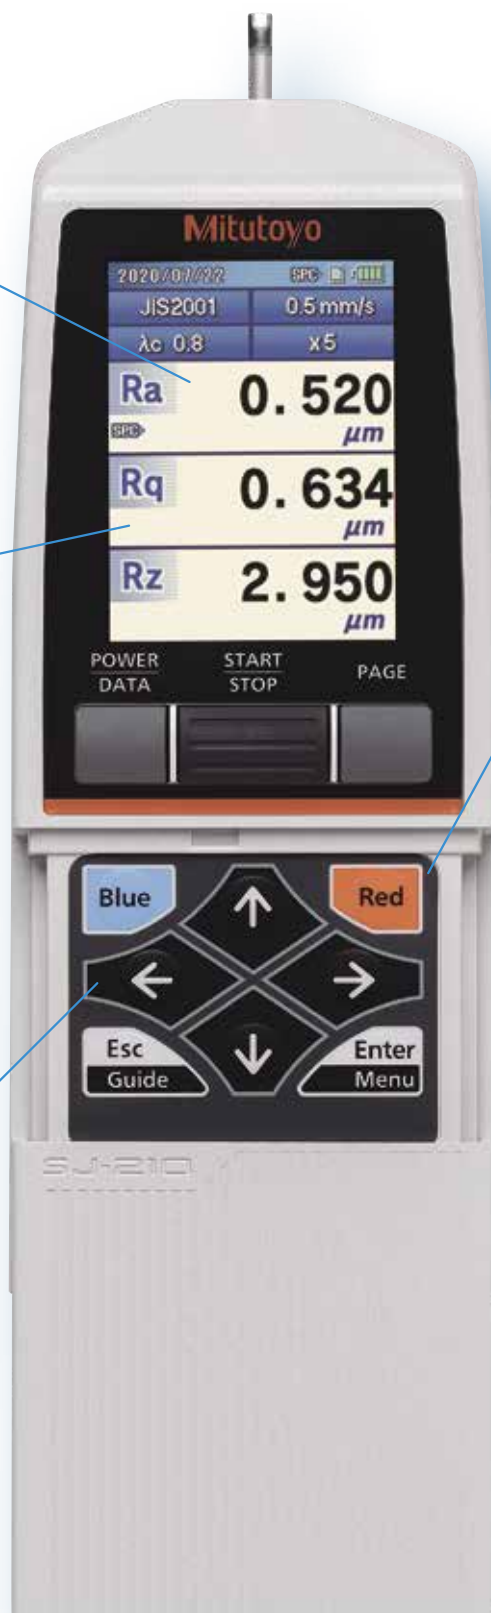 Mitutoyo
2020/07/22 SPC
JIS2001 0.5mm/s
λc 0.8 x5
Ra 0.520
SPC μm
Rq 0.634
μm
Rz 2.950
μm
POWER START PAGE
DATA STOP
Blue Red
Esc Enter
Guide Menu
SJ-210